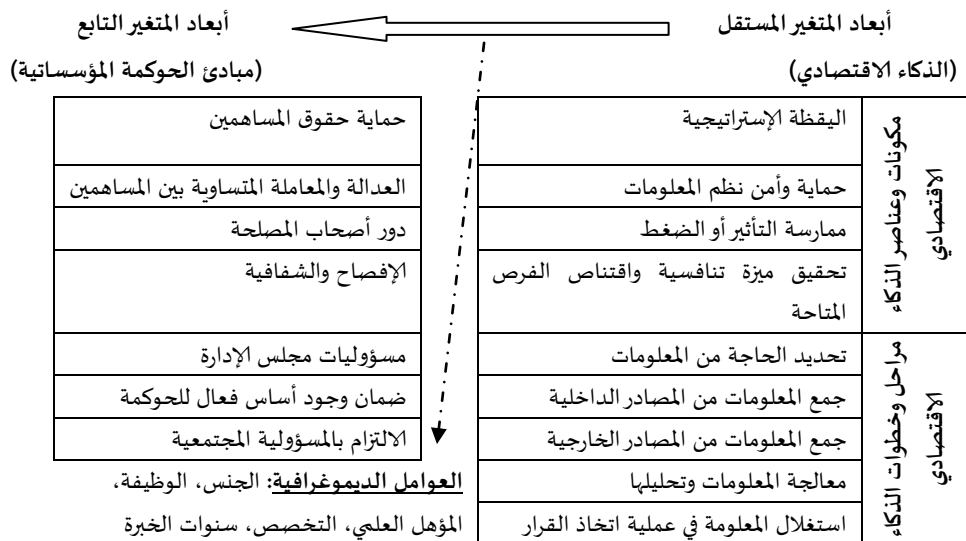 أبعاد المتغير المستقل
(الذكاء الاقتصادي)
مكونات وعناصر الذكاء
الاقتصادي
اليقظة الإستراتيجية
حماية وأمن نظم المعلومات
ممارسة التأثير أو الضغط
تحقيق ميزة تنافسية واقتناص الفرص
المتاحة
مراحل وخطوات الذكاء
الاقتصادي
تحديد الحاجة من المعلومات
جمع المعلومات من المصادر الداخلية
جمع المعلومات من المصادر الخارجية
معالجة المعلومات وتحليلها
استغلال المعلومة في عملية اتخاذ القرار
أبعاد المتغير التابع
(مبادئ الحوكمة المؤسساتية)
حماية حقوق المساهمين
العدالة والمعاملة المتساوية بين المساهمين
دور أصحاب المصلحة
الإفصاح والشفافية
مسؤوليات مجلس الإدارة
ضمان وجود أساس فعال للحوكمة
الالتزام بالمسؤولية المجتمعية
العوامل الديموغرافية: الجنس، الوظيفة،
المؤهل العلمي، التخصص، سنوات الخبرة